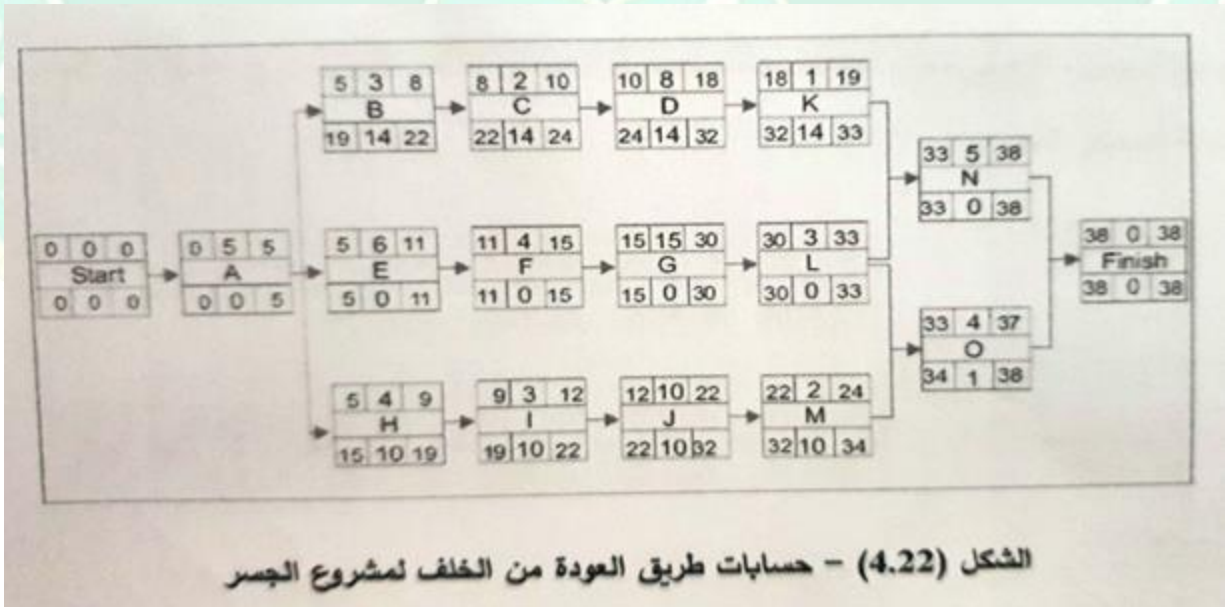 5 3 8
B
19 14 22
8 2 10
C
22 14 24
10 8 18
D
24 14 32
18 1 19
K
32 14 33
33 5 38
N
33 0 38
0 0 0
Start
0 0 0
0 5 5
A
0 0 5
5 6 11
E
5 0 11
11 4 15
F
11 0 15
15 15 30
G
15 0 30
30 3 33
L
30 0 33
38 0 38
Finish
38 0 38
33 4 37
O
34 1 38
5 4 9
H
15 10 19
9 3 12
I
19 10 22
12 10 22
J
22 10 32
22 2 24
M
32 10 34
الشكل (4.22) – حسابات طريق العودة من الخلف لمشروع الجسر